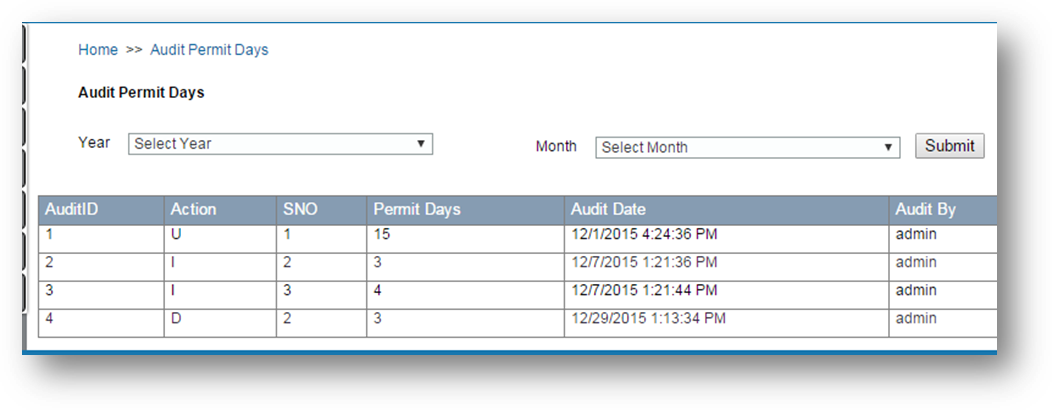 Home >> Audit Permit Days
Audit Permit Days
Year Select Year Month Select Month Submit
AuditID Action SNO Permit Days Audit Date Audit By
1 U 1 15 12/1/2015 4:24:36 PM admin
2 I 2 3 12/7/2015 1:21:36 PM admin
3 I 3 4 12/7/2015 1:21:44 PM admin
4 D 2 3 12/29/2015 1:13:34 PM admin